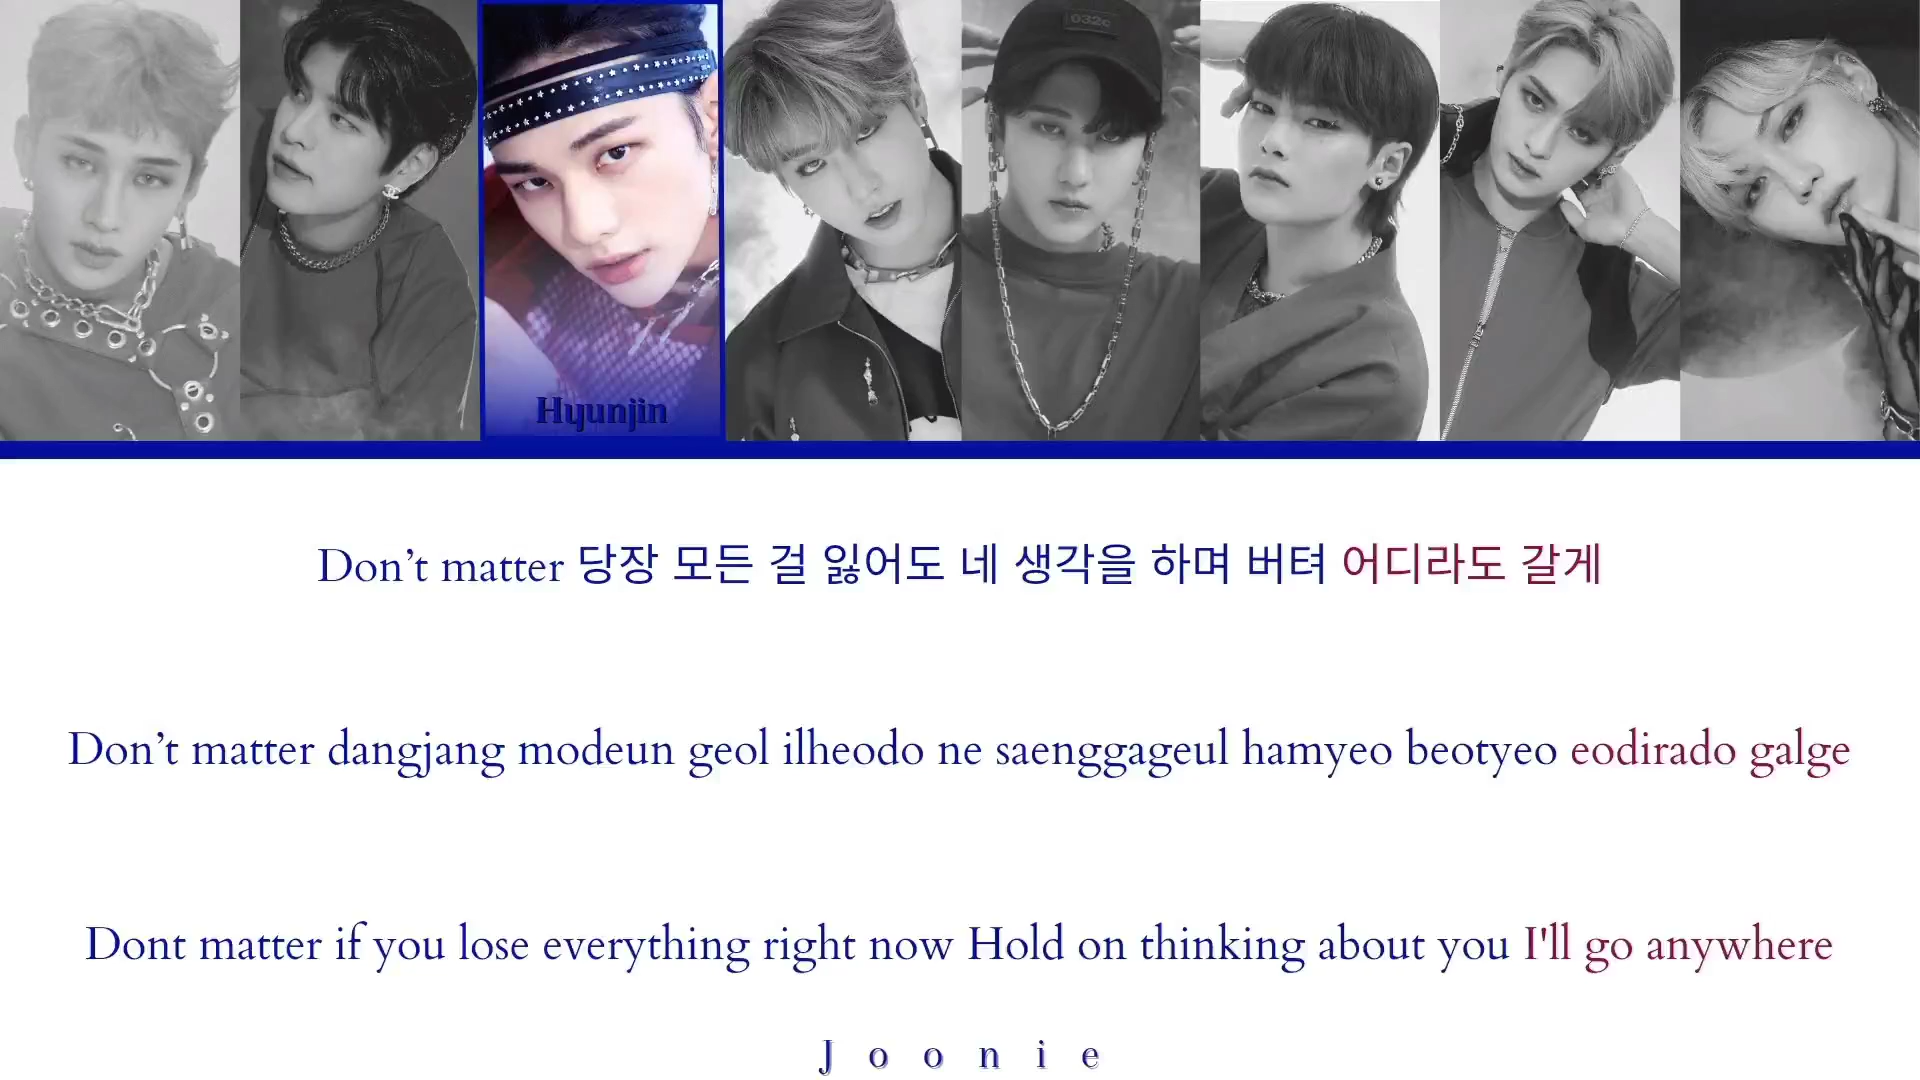 032c
Hyunjin
Don’t matter 당장 모든 걸 잃어도 네 생각을 하며 버텨 어디라도 갈게
Don’t matter dangjang modeun geol ilheodo ne saenggageul hamyeo beotyeo eodirado galge
Dont matter if you lose everything right now Hold on thinking about you I'll go anywhere
Joonie